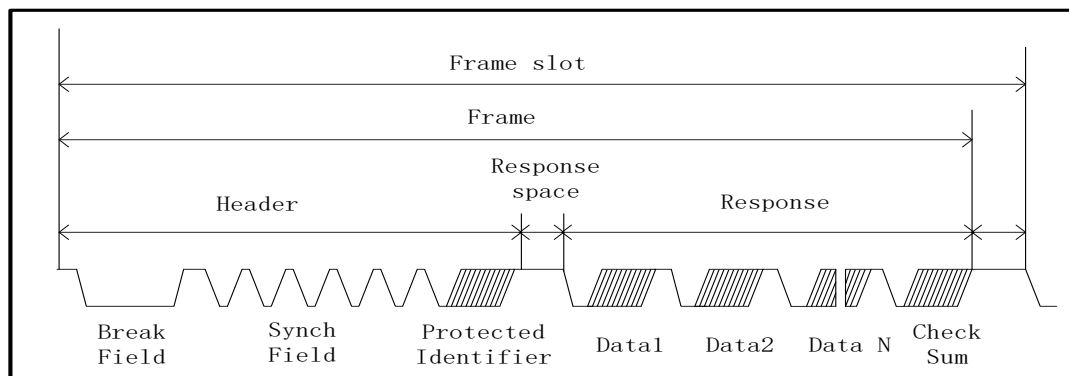 Frame slot
Frame
Response
space
Header
Response
Break
Field
Synch
Field
Protected
Identifier
Data1
Data2
Data N
Check
Sum